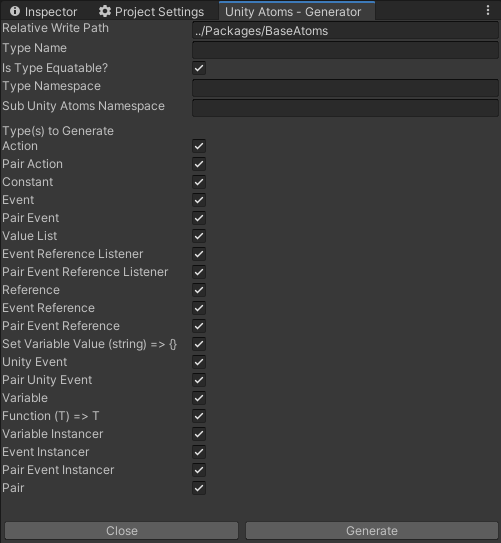 Inspector Project Settings Unity Atoms - Generator
Relative Write Path ../Packages/BaseAtoms
Type Name
Is Type Equatable?
Type Namespace
Sub Unity Atoms Namespace
Type(s) to Generate
Action
Pair Action
Constant
Event
Pair Event
Value List
Event Reference Listener
Pair Event Reference Listener
Reference
Event Reference
Pair Event Reference
Set Variable Value (string) => {}
Unity Event
Pair Unity Event
Variable
Function (T) => T
Variable Instancer
Event Instancer
Pair Event Instancer
Pair
Close Generate